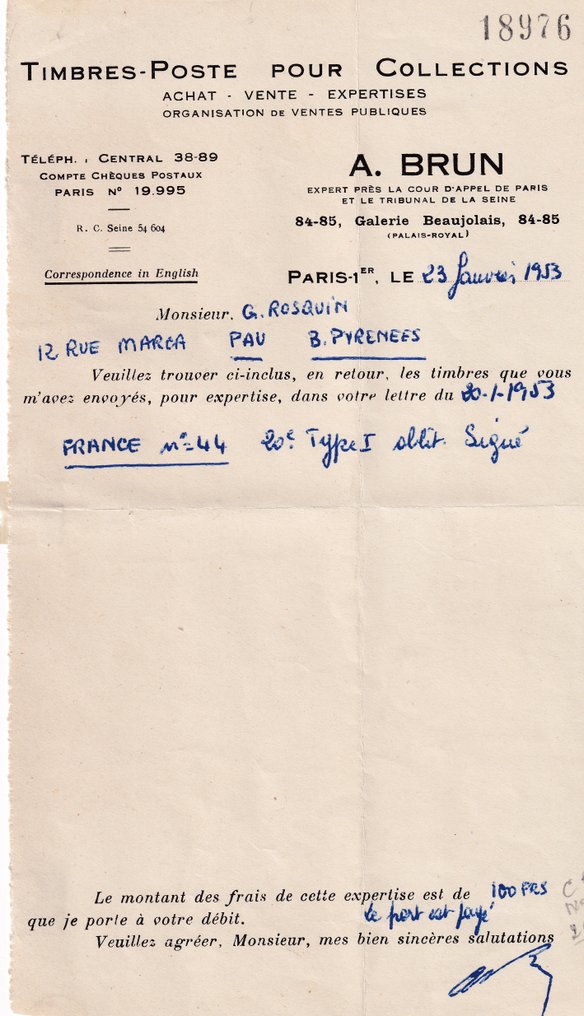 18976
TIMBRES-POSTE POUR COLLECTIONS
ACHAT - VENTE - EXPERTISES
ORGANISATION DE VENTES PUBLIQUES
TÉLÉPH. : CENTRAL 38-89
COMPTE CHÈQUES POSTAUX
PARIS N° 19.995
R. C. Seine 54 604
Correspondence in English
A. BRUN
EXPERT PRÈS LA COUR D'APPEL DE PARIS
ET LE TRIBUNAL DE LA SEINE
84-85, Galerie Beaujolais, 84-85
(PALAIS-ROYAL)
PARIS-1ER, LE 23 Janvier 1953
Monsieur, G. ROSQUIN
12 RUE MARCA PAU B. PYRENEES
Veuillez trouver ci-inclus, en retour, les timbres que vous
m'avez envoyés, pour expertise, dans votre lettre du 20-1-1953
FRANCE n°=44 20c Type I oblit. Signé
Le montant des frais de cette expertise est de 100 FRS
que je porte à votre débit. le port est payé
Veuillez agréer, Monsieur, mes bien sincères salutations